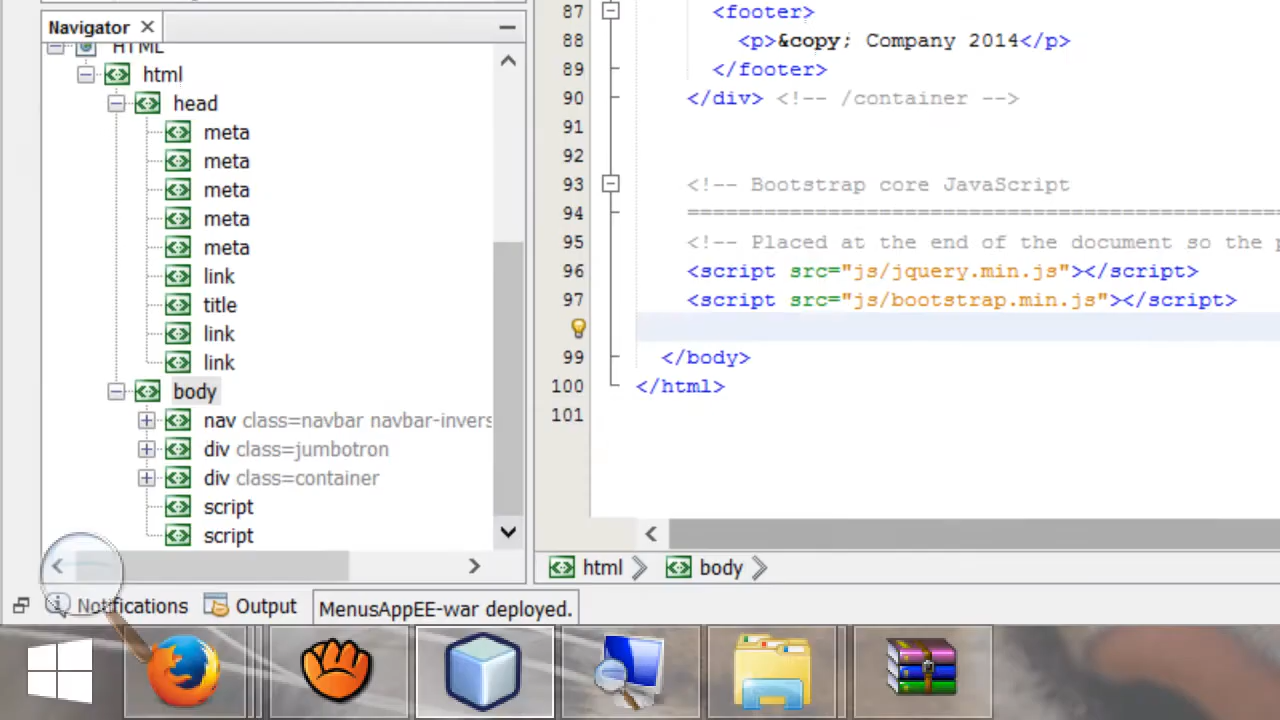 Navigator
HTML
html
head
meta
meta
meta
meta
meta
link
title
link
link
body
nav class=navbar navbar-invers
div class=jumbotron
div class=container
script
script
87 <footer>
88 <p>&copy; Company 2014</p>
89 </footer>
90 </div> <!-- /container -->
91
92
93 <!-- Bootstrap core JavaScript
94 ==============================================
95 <!-- Placed at the end of the document so the p
96 <script src="js/jquery.min.js"></script>
97 <script src="js/bootstrap.min.js"></script>
99 </body>
100 </html>
101
html body
Notifications Output MenusAppEE-war deployed.